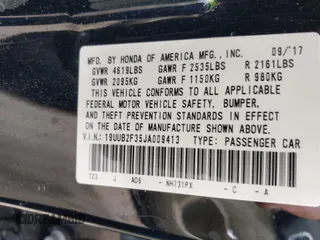 MFD. BY HONDA OF AMERICA MFG., INC. 09/'17
GVWR 4619LBS GAWR F 2535LBS R 2161LBS
GVWR 2095KG GAWR F 1150KG R 980KG
THIS VEHICLE CONFORMS TO ALL APPLICABLE
FEDERAL MOTOR VEHICLE SAFETY, BUMPER,
AND THEFT PREVENTION STANDARDS IN EFFECT ON
THE DATE OF MANUFACTURE SHOWN ABOVE.
V.I.N.: 19UUB2F35JA009413 TYPE: PASSENGER CAR
123 J AC8 - NH731PX - C - A